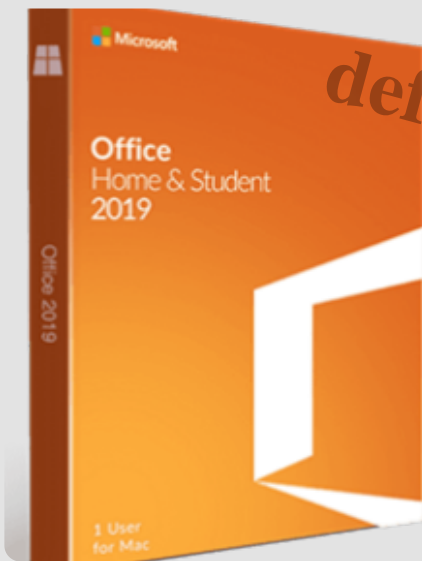 Microsoft
def
Office
Home & Student
2019
Office 2019
1 User
for Mac